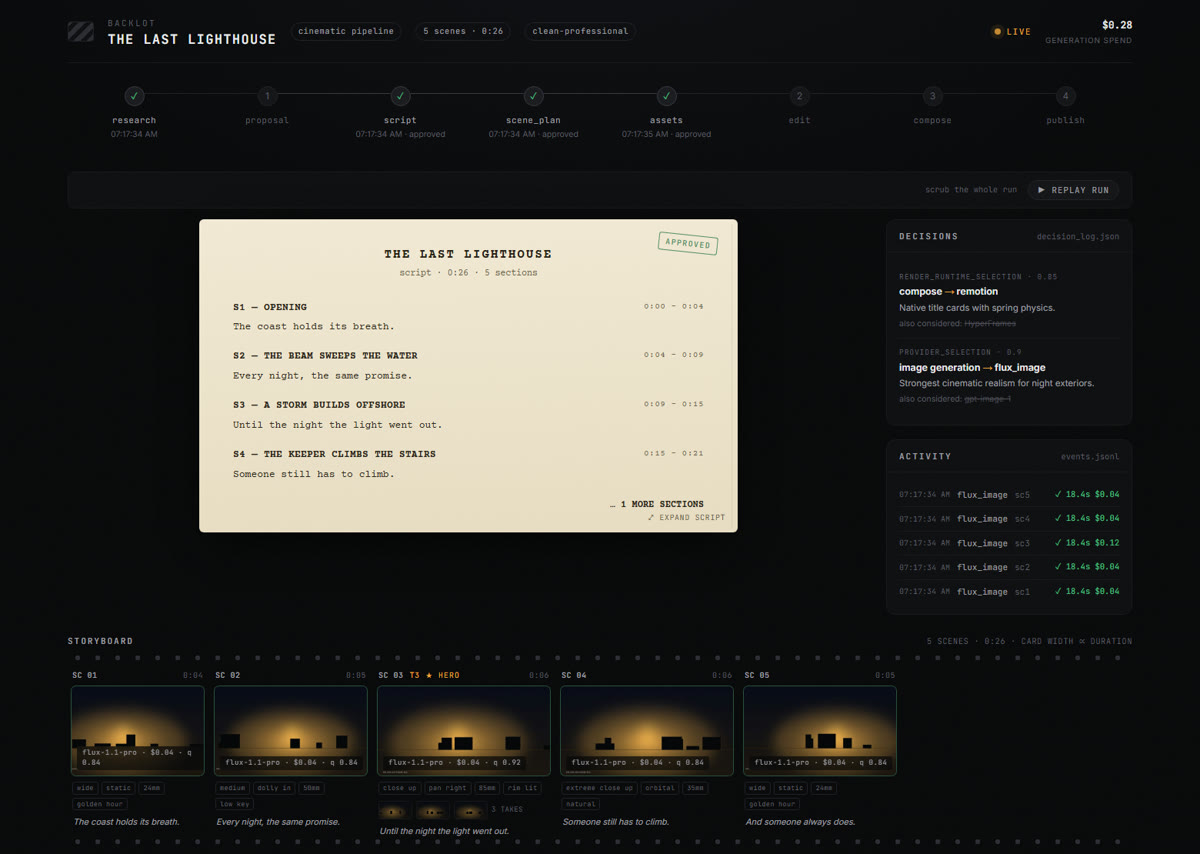 BACKLOT
THE LAST LIGHTHOUSE
cinematic pipeline
5 scenes · 0:26
clean-professional
LIVE
$0.28
GENERATION SPEND
✓
1
✓
✓
✓
2
3
4
research
proposal
script
scene_plan
assets
edit
compose
publish
07:17:34 AM
07:17:34 AM · approved
07:17:34 AM · approved
07:17:35 AM · approved
scrub the whole run
▶ REPLAY RUN
APPROVED
THE LAST LIGHTHOUSE
script · 0:26 · 5 sections
S1 — OPENING
0:00 – 0:04
The coast holds its breath.
S2 — THE BEAM SWEEPS THE WATER
0:04 – 0:09
Every night, the same promise.
S3 — A STORM BUILDS OFFSHORE
0:09 – 0:15
Until the night the light went out.
S4 — THE KEEPER CLIMBS THE STAIRS
0:15 – 0:21
Someone still has to climb.
… 1 MORE SECTIONS
⤢ EXPAND SCRIPT
DECISIONS
decision_log.json
RENDER_RUNTIME_SELECTION · 0.85
compose → remotion
Native title cards with spring physics.
also considered: HyperFrames
PROVIDER_SELECTION · 0.9
image generation → flux_image
Strongest cinematic realism for night exteriors.
also considered: gpt-image-1
ACTIVITY
events.jsonl
07:17:34 AM flux_image sc5 ✓ 18.4s $0.04
07:17:34 AM flux_image sc4 ✓ 18.4s $0.04
07:17:34 AM flux_image sc3 ✓ 18.4s $0.12
07:17:34 AM flux_image sc2 ✓ 18.4s $0.04
07:17:34 AM flux_image sc1 ✓ 18.4s $0.04
STORYBOARD
5 SCENES · 0:26 · CARD WIDTH ∝ DURATION
SC 01
0:04
flux-1.1-pro · $0.04 · q
0.84
wide
static
24mm
golden hour
The coast holds its breath.
SC 02
0:05
flux-1.1-pro · $0.04 · q 0.84
medium
dolly in
50mm
low key
Every night, the same promise.
SC 03 T3 ★ HERO
0:06
flux-1.1-pro · $0.04 · q 0.92
close up
pan right
85mm
rim lit
3 TAKES
Until the night the light went out.
SC 04
0:06
flux-1.1-pro · $0.04 · q 0.84
extreme close up
orbital
35mm
natural
Someone still has to climb.
SC 05
0:05
flux-1.1-pro · $0.04 · q 0.84
wide
static
24mm
golden hour
And someone always does.